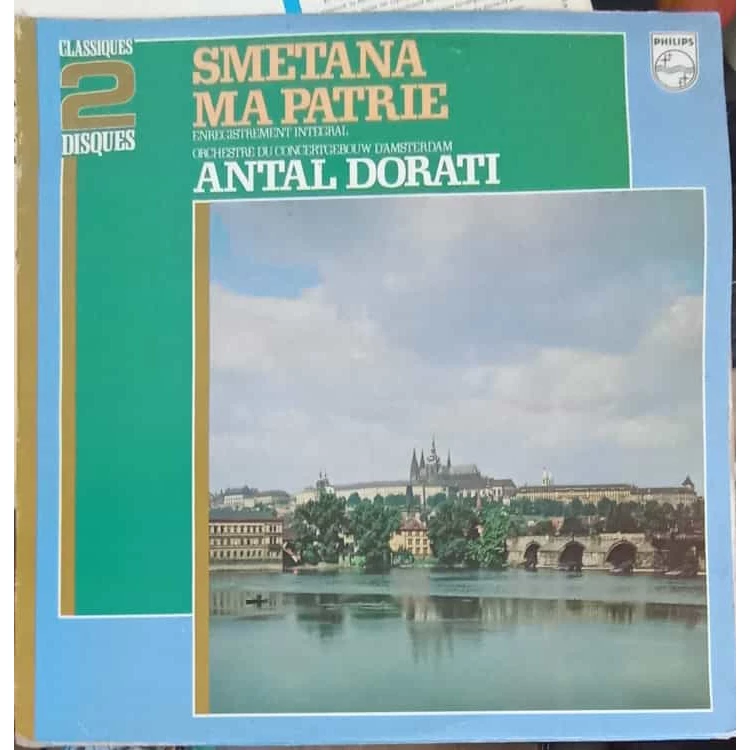 CLASSIQUES
2
DISQUES
SMETANA
MA PATRIE
ENREGISTREMENT INTEGRAL
ORCHESTRE DU CONCERTGEBOUW D'AMSTERDAM
ANTAL DORATI
PHILIPS